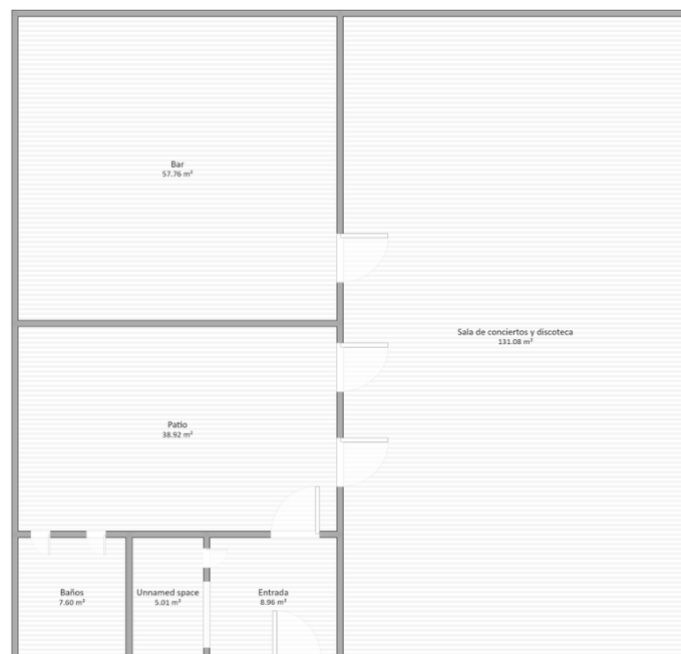 Bar
57.76 m²
Sala de conciertos y discoteca
131.08 m²
Patio
38.92 m²
Baños
7.60 m²
Unnamed space
5.01 m²
Entrada
8.96 m²